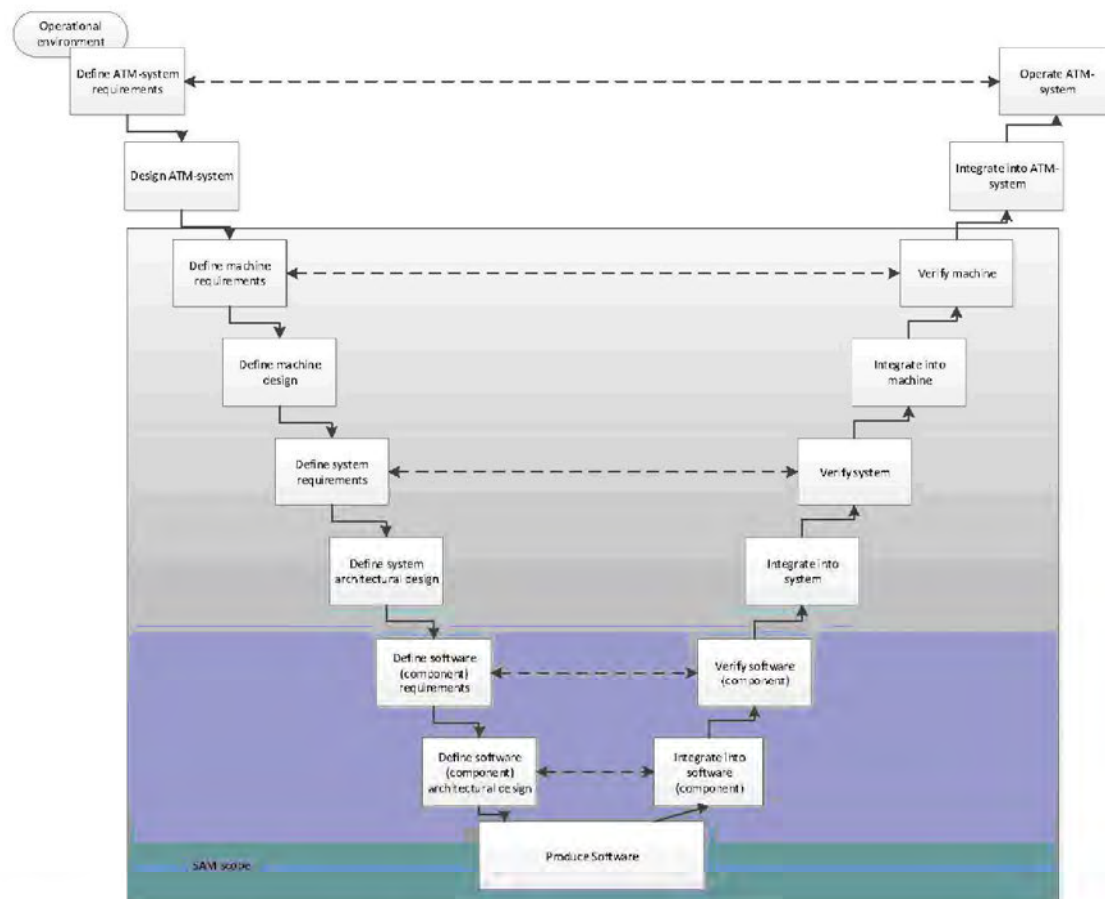 Operational
environment
Define ATM-system
requirements
Operate ATM-
system
Design ATM-system
Integrate into ATM-
system
Define machine
requirements
Verify machine
Define machine
design
Integrate into
machine
Define system
requirements
Verify system
Define system
architectural design
Integrate into
system
Define software
(component)
requirements
Verify software
(component)
Define software
(component)
architectural design
Integrate into
software
(component)
Produce Software
SAM scope